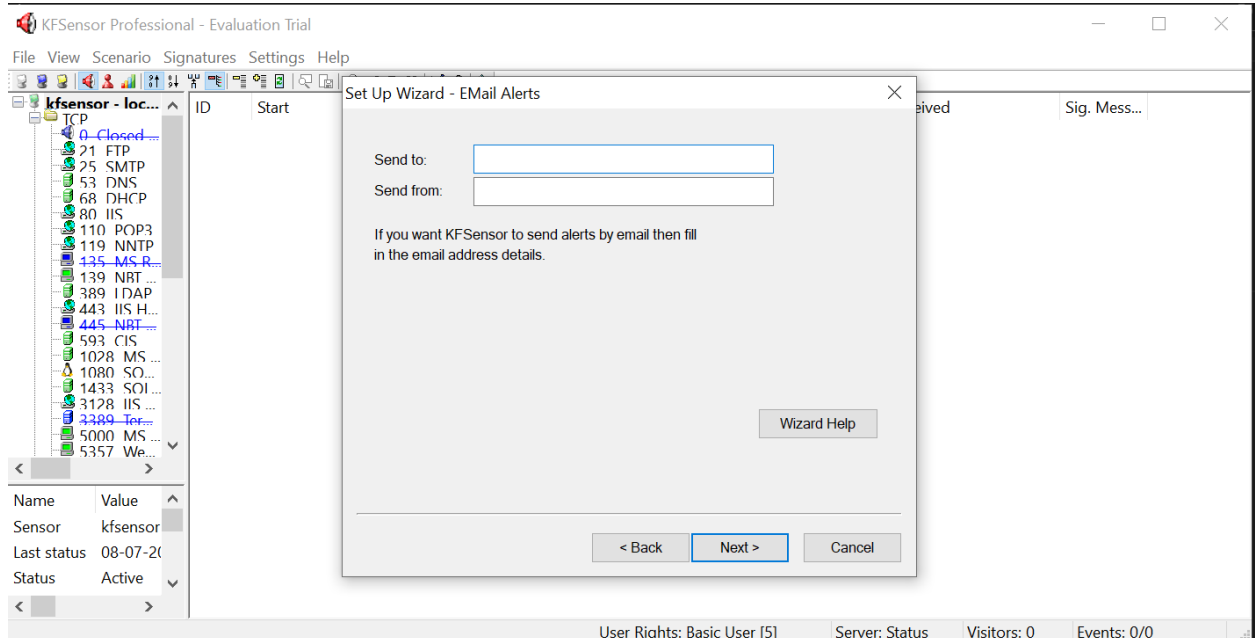 KFSensor Professional - Evaluation Trial
File View Scenario Signatures Settings Help
kfsensor - loc...
TCP
0 Closed ...
21 FTP
25 SMTP
53 DNS
68 DHCP
80 IIS
110 POP3
119 NNTP
135 MS R...
139 NBT ...
389 LDAP
443 IIS H...
445 NBT ...
593 CIS
1028 MS ...
1080 SO...
1433 SQL...
3128 IIS ...
3389 Ter...
5000 MS ...
5357 We...
Name Value
Sensor kfsensor
Last status 08-07-20
Status Active
ID Start eived Sig. Mess...
Set Up Wizard - EMail Alerts
Send to:
Send from:
If you want KFSensor to send alerts by email then fill
in the email address details.
Wizard Help
< Back Next > Cancel
User Rights: Basic User [5] Server: Status Visitors: 0 Events: 0/0